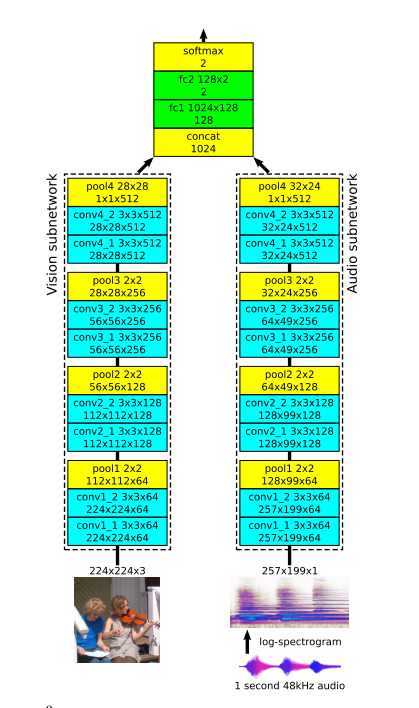 softmax
2
fc2 128x2
2
fc1 1024x128
128
concat
1024
Vision subnetwork
pool4 28x28
1x1x512
conv4_2 3x3x512
28x28x512
conv4_1 3x3x512
28x28x512
pool3 2x2
28x28x256
conv3_2 3x3x256
56x56x256
conv3_1 3x3x256
56x56x256
pool2 2x2
56x56x128
conv2_2 3x3x128
112x112x128
conv2_1 3x3x128
112x112x128
pool1 2x2
112x112x64
conv1_2 3x3x64
224x224x64
conv1_1 3x3x64
224x224x64
224x224x3
Audio subnetwork
pool4 32x24
1x1x512
conv4_2 3x3x512
32x24x512
conv4_1 3x3x512
32x24x512
pool3 2x2
32x24x256
conv3_2 3x3x256
64x49x256
conv3_1 3x3x256
64x49x256
pool2 2x2
64x49x128
conv2_2 3x3x128
128x99x128
conv2_1 3x3x128
128x99x128
pool1 2x2
128x99x64
conv1_2 3x3x64
257x199x64
conv1_1 3x3x64
257x199x64
257x199x1
log-spectrogram
1 second 48kHz audio